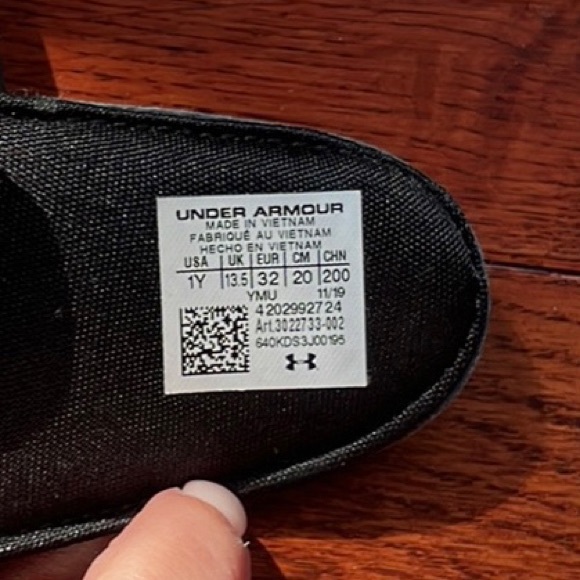 UNDER ARMOUR
MADE IN VIETNAM
FABRIQUÉ AU VIETNAM
HECHO EN VIETNAM
USA UK EUR CM CHN
1Y 13.5 32 20 200
YMU 11/19
4202992724
Art.3022733-002
640KDS3J00195